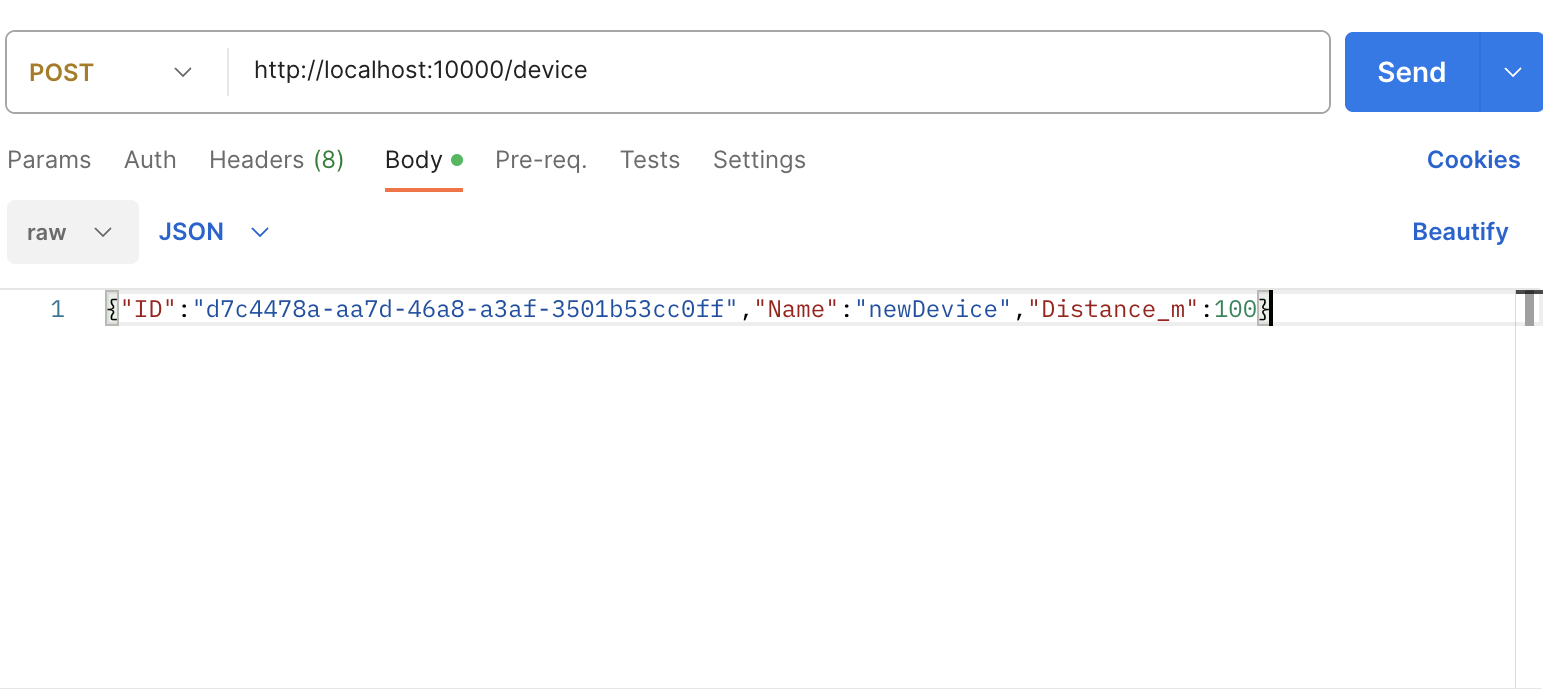 POST http://localhost:10000/device Send
Params Auth Headers (8) Body Pre-req. Tests Settings Cookies
raw JSON Beautify
1 {"ID":"d7c4478a-aa7d-46a8-a3af-3501b53cc0ff","Name":"newDevice","Distance_m":100}